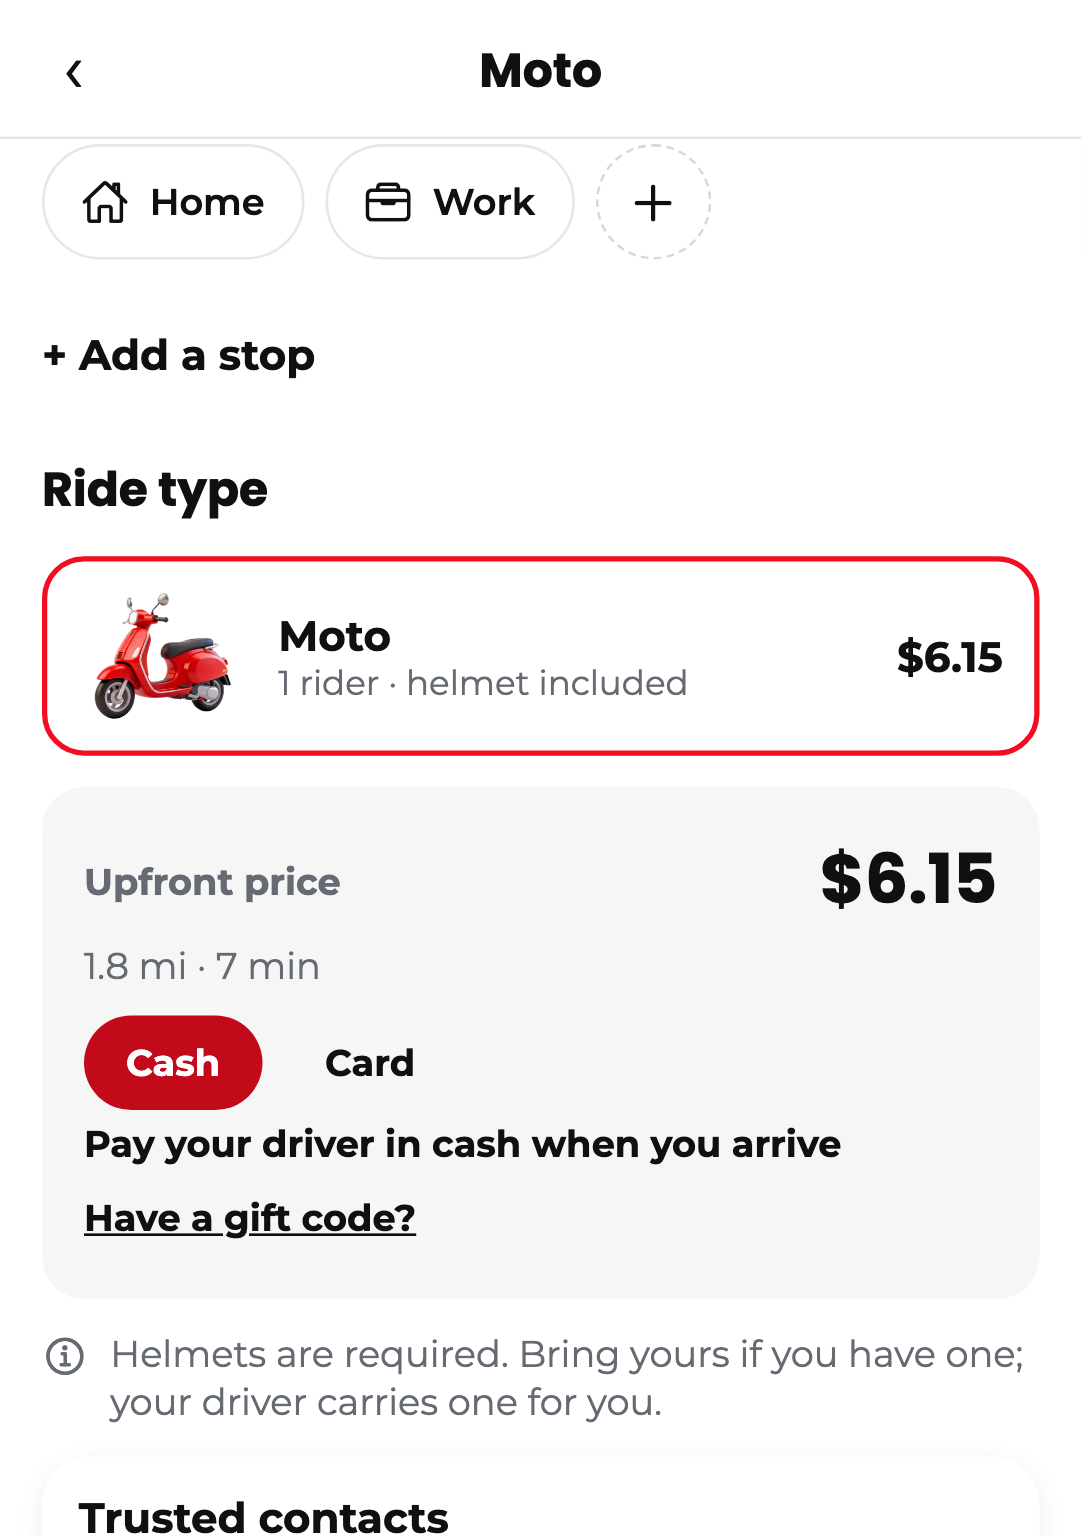 Moto
Home
Work
+ Add a stop
Ride type
Moto
1 rider · helmet included
$6.15
Upfront price
$6.15
1.8 mi · 7 min
Cash
Card
Pay your driver in cash when you arrive
Have a gift code?
Helmets are required. Bring yours if you have one;
your driver carries one for you.
Trusted contacts